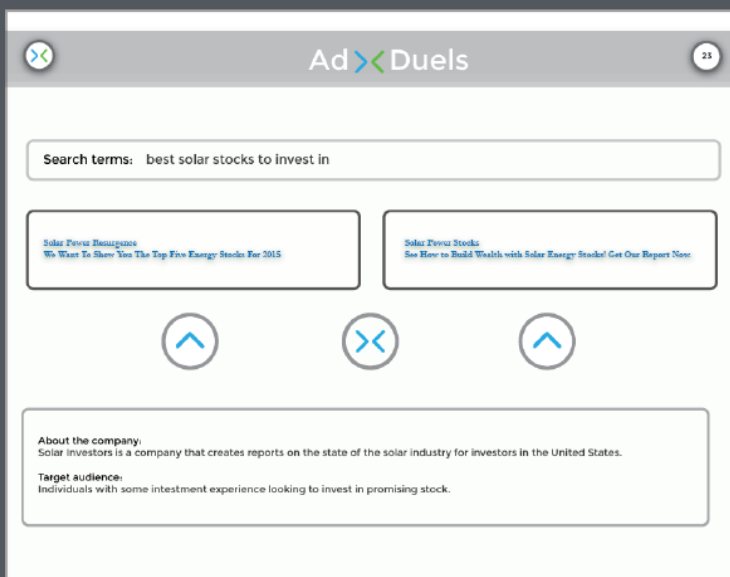 Ad Duels
23
Search terms: best solar stocks to invest in
Solar Power Resurgence
We Want To Show You The Top Five Energy Stocks For 2015
Solar Power Stocks
See How to Build Wealth with Solar Energy Stocks! Get Our Report Now
About the company:
Solar Investors is a company that creates reports on the state of the solar industry for investors in the United States.
Target audience:
Individuals with some intestment experience looking to invest in promising stock.